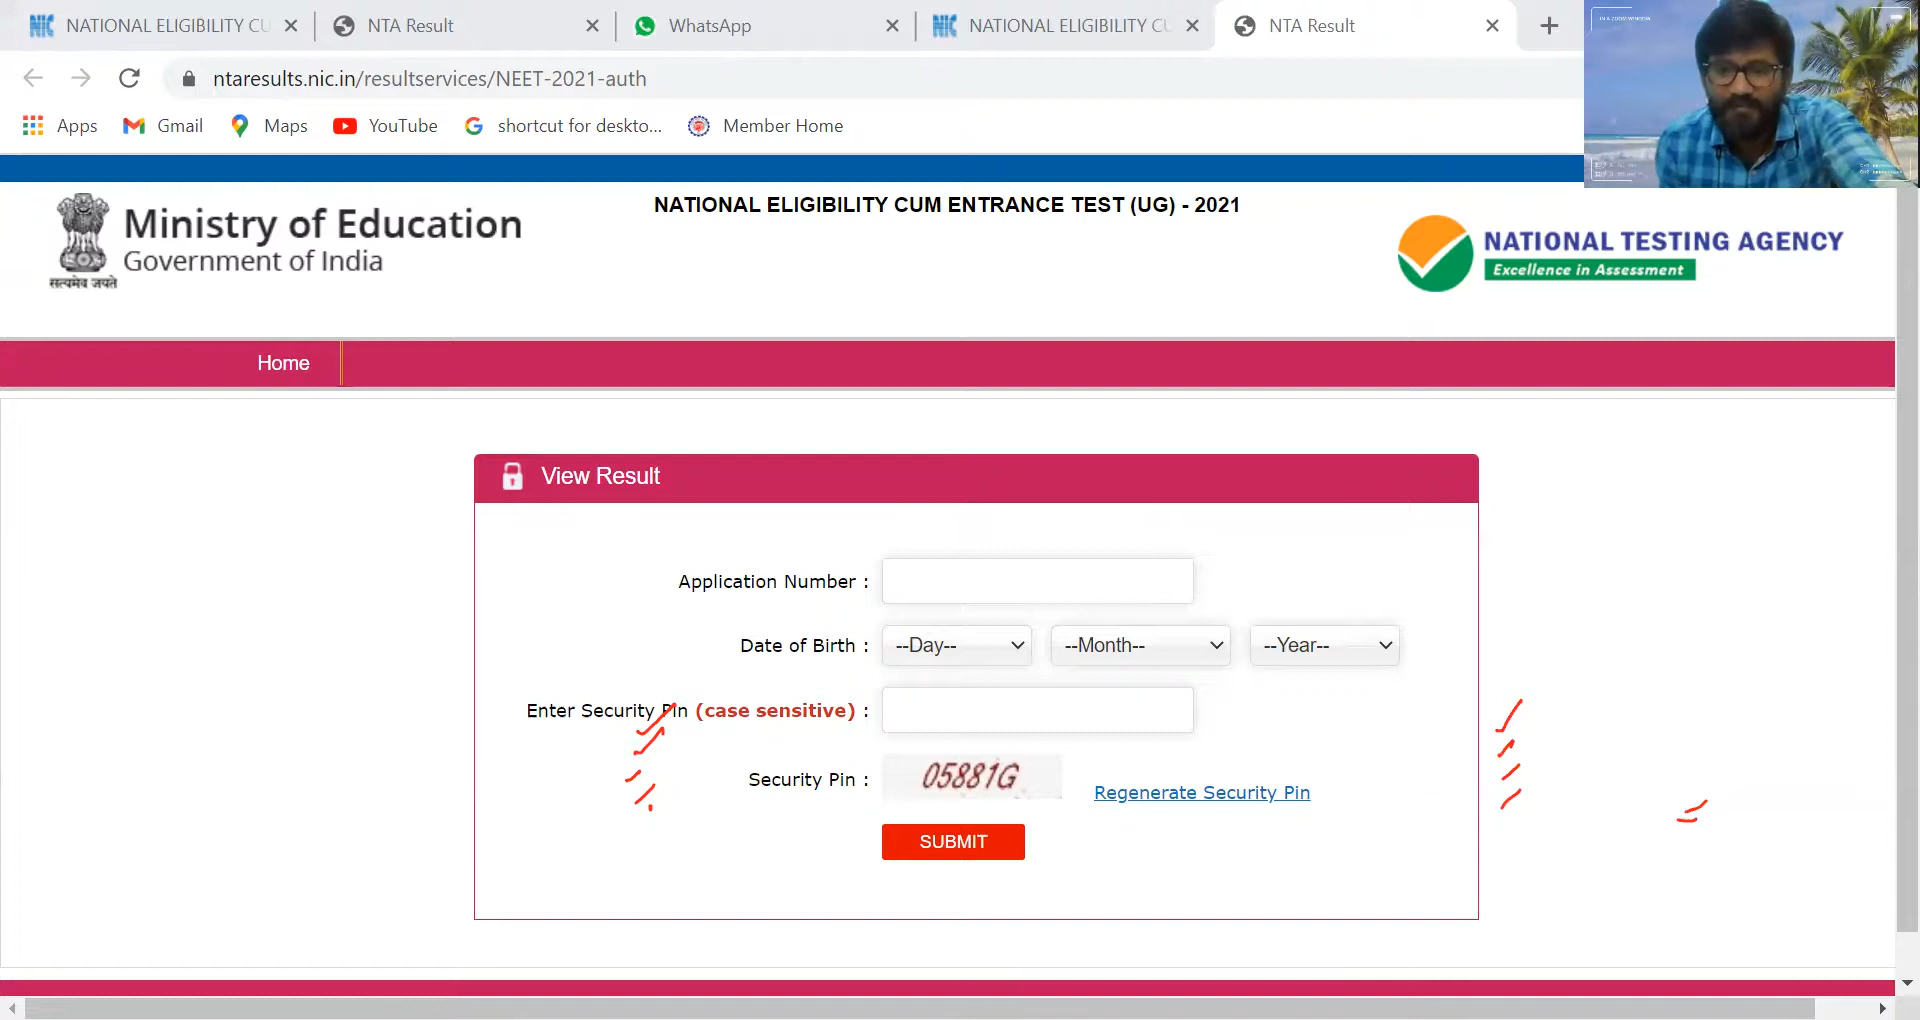 NATIONAL ELIGIBILITY CU
NTA Result
WhatsApp
NATIONAL ELIGIBILITY CU
NTA Result
ntaresults.nic.in/resultservices/NEET-2021-auth
Apps
Gmail
Maps
YouTube
shortcut for deskto...
Member Home
सत्यमेव जयते
Ministry of Education
Government of India
NATIONAL ELIGIBILITY CUM ENTRANCE TEST (UG) - 2021
NATIONAL TESTING AGENCY
Excellence in Assessment
Home
View Result
Application Number :
Date of Birth : --Day-- --Month-- --Year--
Enter Security Pin (case sensitive) :
Security Pin : 05881G Regenerate Security Pin
SUBMIT